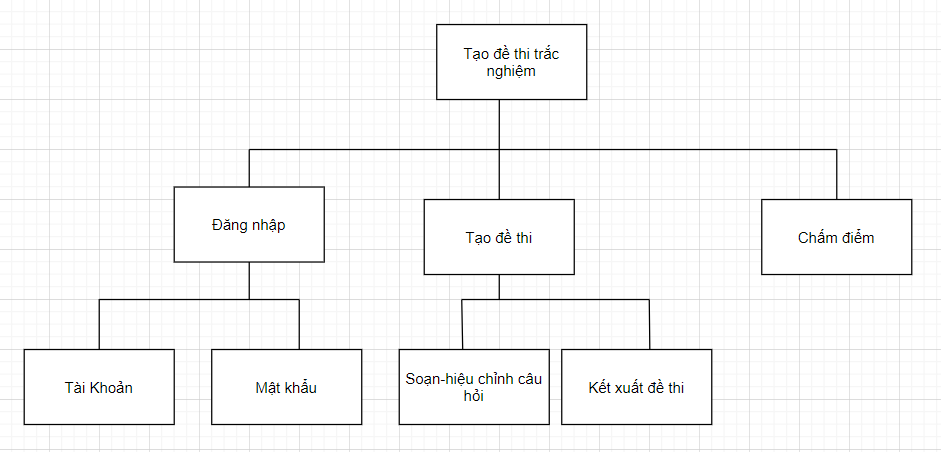 Tạo đề thi trắc
nghiệm
Đăng nhập
Tạo đề thi
Chấm điểm
Tài Khoản
Mật khẩu
Soạn-hiệu chỉnh câu
hỏi
Kết xuất đề thi